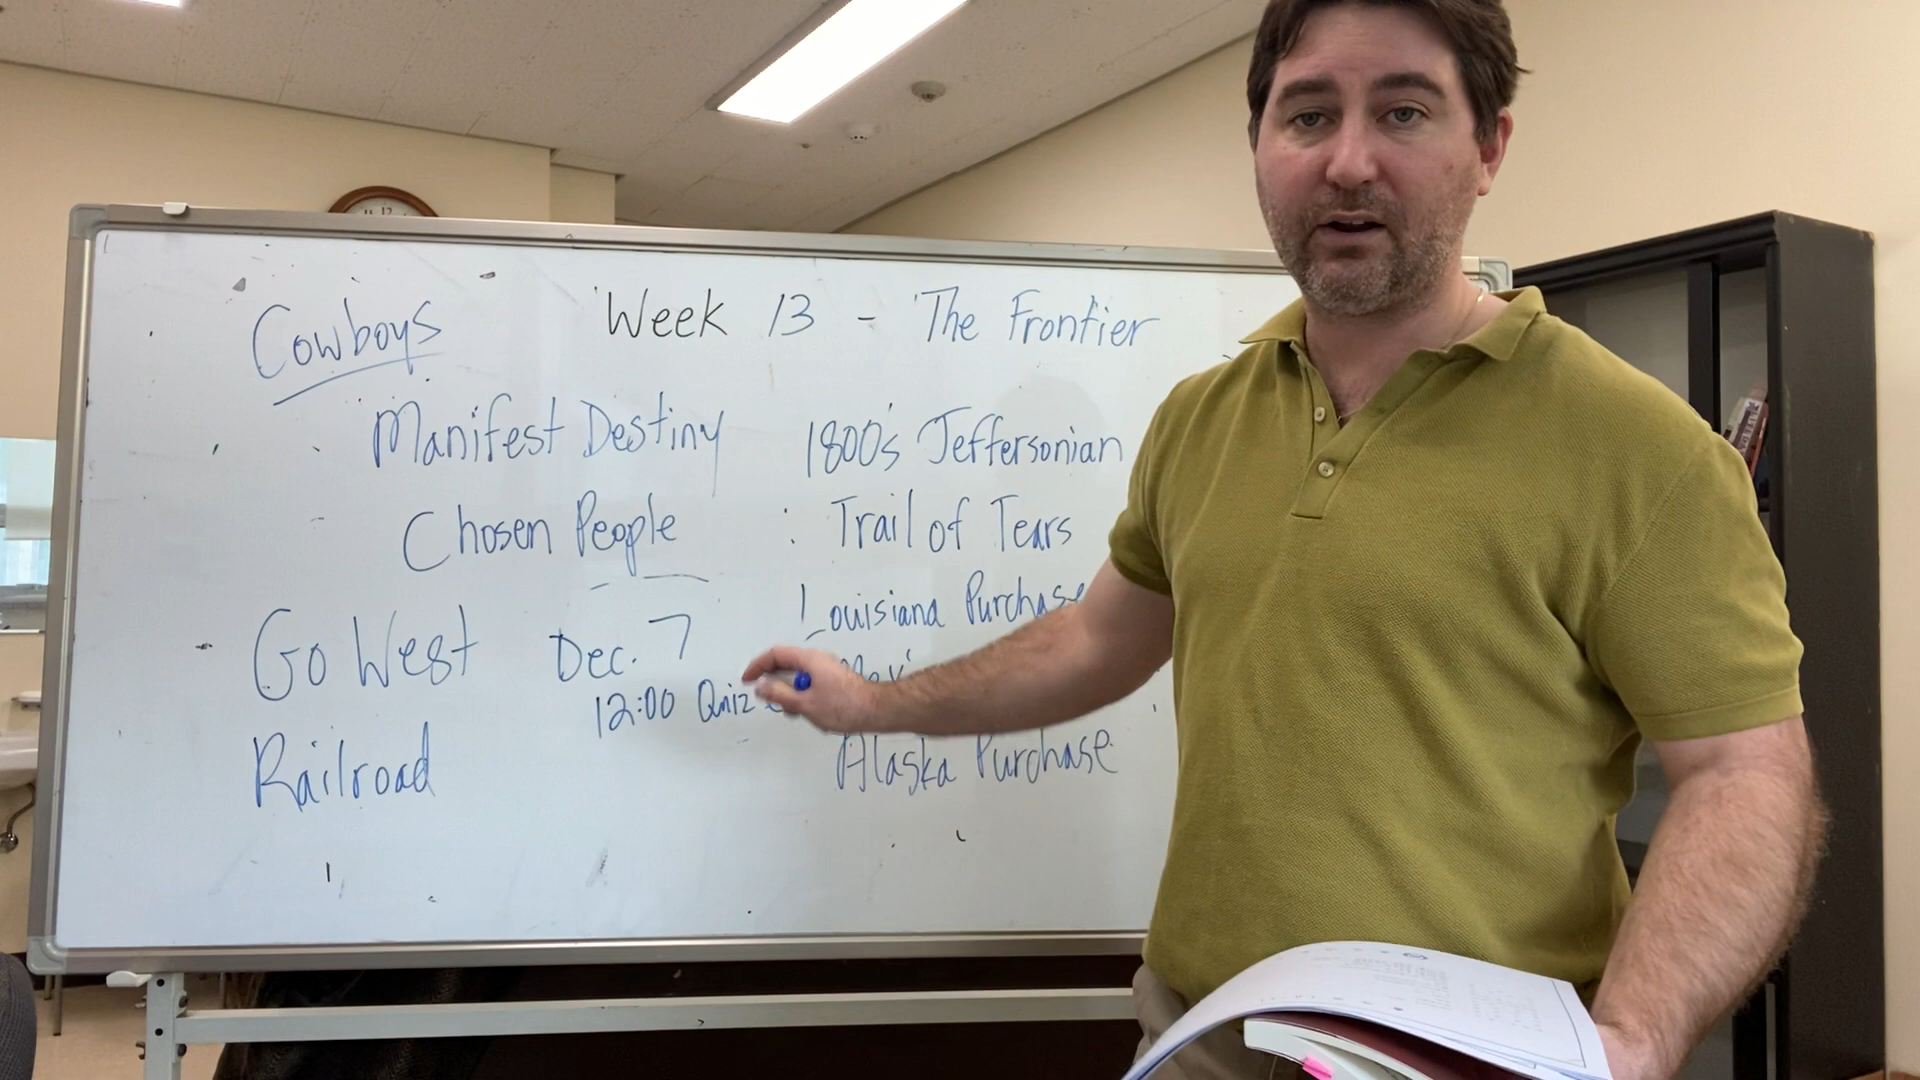 Cowboys
Week 13 - The Frontier
Manifest Destiny
1800's Jeffersonian
Chosen People
: Trail of Tears
Louisiana Purchase
Go West
Dec. 7
12:00 Quiz
Railroad
Alaska Purchase